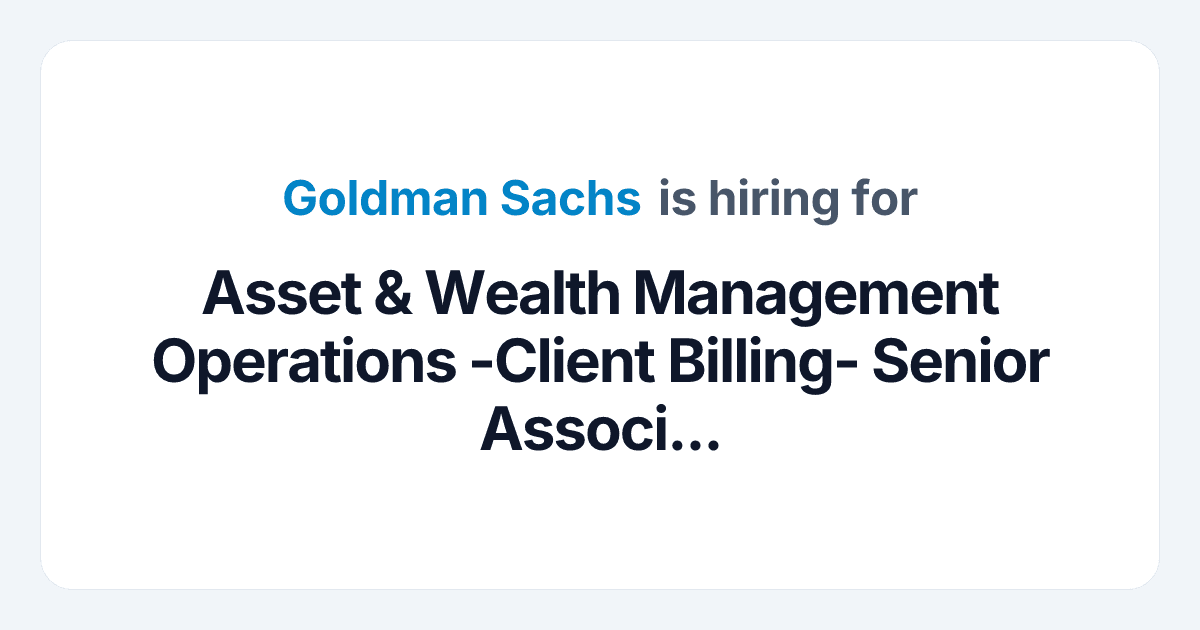 Goldman Sachs is hiring for
Asset & Wealth Management
Operations -Client Billing- Senior
Associ...